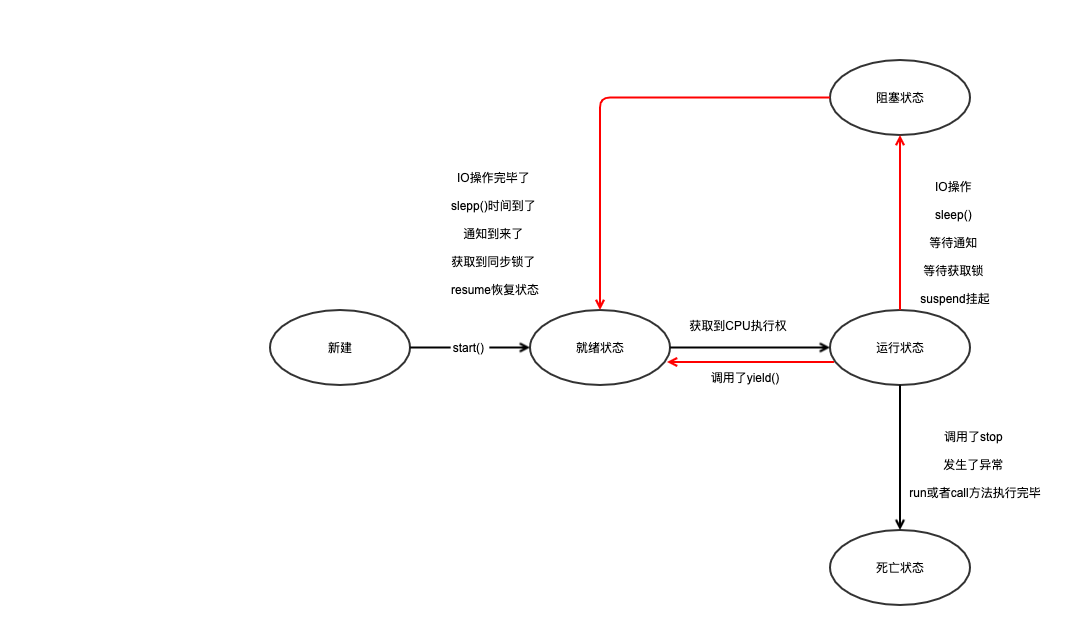 阻塞状态
IO操作完毕了
slepp()时间到了
通知到来了
获取到同步锁了
resume恢复状态
IO操作
sleep()
等待通知
等待获取锁
suspend挂起
新建
start()
就绪状态
获取到CPU执行权
调用了yield()
运行状态
调用了stop
发生了异常
run或者call方法执行完毕
死亡状态